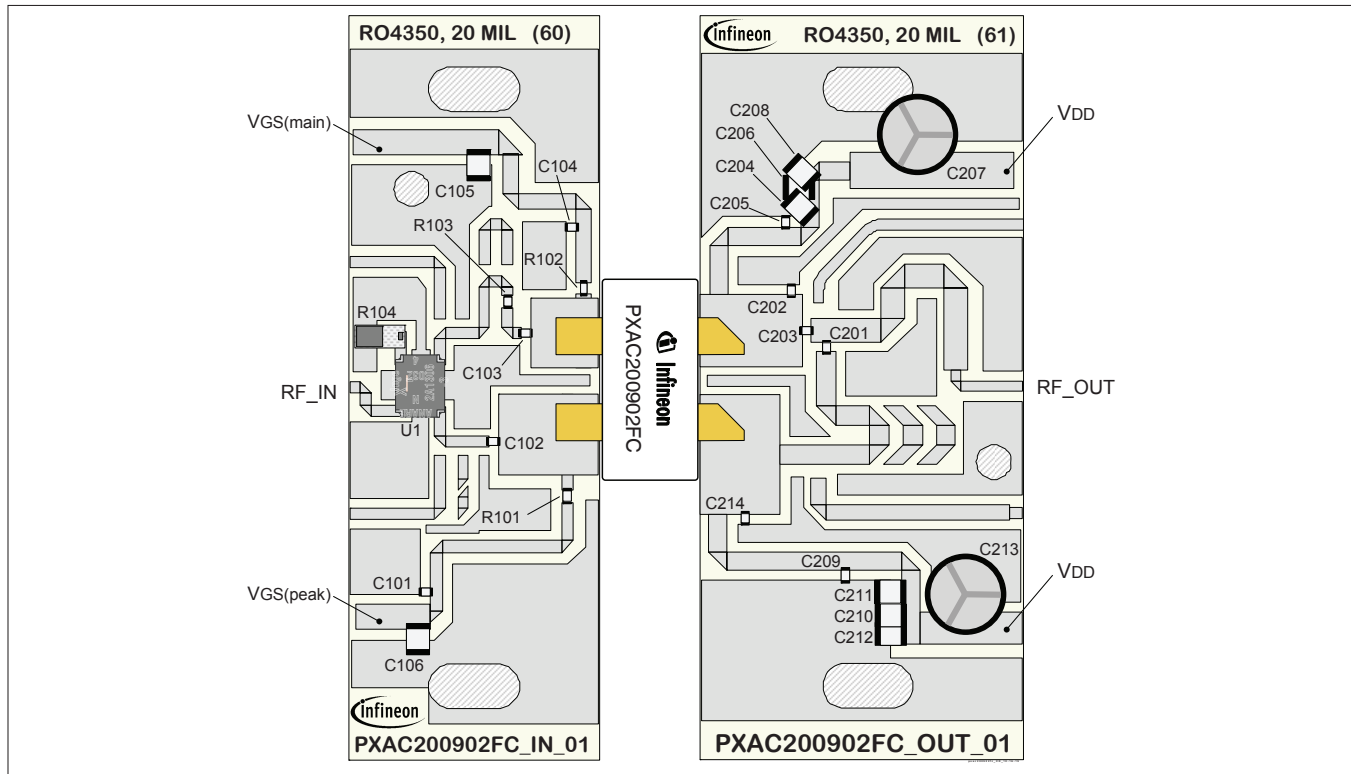 RO4350, 20 MIL (60)
VGS(main)
C105
C104
R103
R102
R104
C103
RF_IN
U1
C102
R101
C101
VGS(peak)
C106
infineon
PXAC200902FC_IN_01
Infineon
PXAC200902FC
infineon
RO4350, 20 MIL (61)
C208
C206
C204
C205
VDD
C207
C202
C203
C201
RF_OUT
C214
C209
C213
C211
C210
C212
VDD
PXAC200902FC_OUT_01